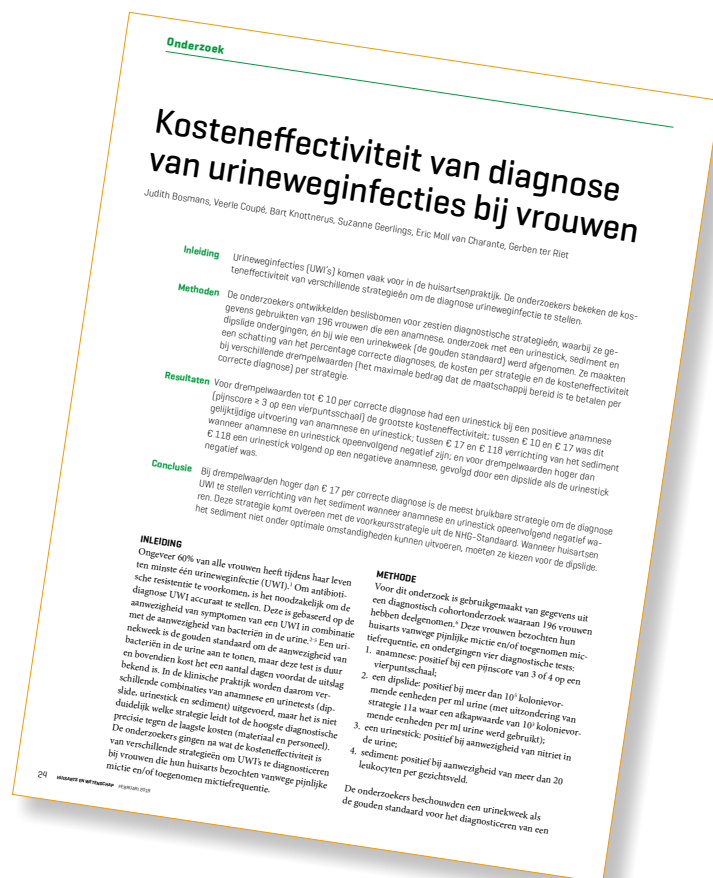 Onderzoek
Kosteneffectiviteit van diagnose
van urineweginfecties bij vrouwen
Judith Bosmans, Veerle Coupé, Bart Knottnerus, Suzanne Geerlings, Eric Moll van Charante, Gerben ter Riet
Inleiding Urineweginfecties (UWI's) komen vaak voor in de huisartsenpraktijk. De onderzoekers bekeken de kos-
teneffectiviteit van verschillende strategieën om de diagnose urineweginfectie te stellen.
Methoden De onderzoekers ontwikkelden beslisbomen voor zestien diagnostische strategieën, waarbij ze ge-
gevens gebruikten van 196 vrouwen die een anamnese, onderzoek met een urinestick, sediment en
dipslide ondergingen, én bij wie een urinekweek (de gouden standaard) werd afgenomen. Ze maakten
een schatting van het percentage correcte diagnoses, de kosten per strategie en de kosteneffectiviteit
bij verschillende drempelwaarden (het maximale bedrag dat de maatschappij bereid is te betalen per
correcte diagnose) per strategie.
Resultaten Voor drempelwaarden tot € 10 per correcte diagnose had een urinestick bij een positieve anamnese
(pijnscore ≥ 3 op een vierpuntsschaal) de grootste kosteneffectiviteit; tussen € 10 en € 17 was dit
gelijktijdige uitvoering van anamnese en urinestick; tussen € 17 en € 118 verrichting van het sediment
wanneer anamnese en urinestick opeenvolgend negatief zijn; en voor drempelwaarden hoger dan
€ 118 een urinestick volgend op een negatieve anamnese, gevolgd door een dipslide als de urinestick
negatief was.
Conclusie Bij drempelwaarden hoger dan € 17 per correcte diagnose is de meest bruikbare strategie om de diagnose
UWI te stellen verrichting van het sediment wanneer anamnese en urinestick opeenvolgend negatief wa-
ren. Deze strategie komt overeen met de voorkeursstrategie uit de NHG-Standaard. Wanneer huisartsen
het sediment niet onder optimale omstandigheden kunnen uitvoeren, moeten ze kiezen voor de dipslide.
INLEIDING
Ongeveer 60% van alle vrouwen heeft tijdens haar leven
ten minste één urineweginfectie (UWI).¹ Om antibioti-
sche resistentie te voorkomen, is het noodzakelijk om de
diagnose UWI accuraat te stellen. Deze is gebaseerd op de
aanwezigheid van symptomen van een UWI in combinatie
met de aanwezigheid van bacteriën in de urine.²⁻⁵ Een uri-
nekweek is de gouden standaard om de aanwezigheid van
bacteriën in de urine aan te tonen, maar deze test is duur
en bovendien kost het een aantal dagen voordat de uitslag
bekend is. In de klinische praktijk worden daarom ver-
schillende combinaties van anamnese en urinetests (dip-
slide, urinestick en sediment) uitgevoerd, maar het is niet
duidelijk welke strategie leidt tot de hoogste diagnostische
precisie tegen de laagste kosten (materiaal en personeel).
De onderzoekers gingen na wat de kosteneffectiviteit is
van verschillende strategieën om UWI's te diagnosticeren
bij vrouwen die hun huisarts bezochten vanwege pijnlijke
mictie en/of toegenomen mictiefrequentie.
METHODE
Voor dit onderzoek is gebruikgemaakt van gegevens uit
een diagnostisch cohortonderzoek waaraan 196 vrouwen
hebben deelgenomen.⁶ Deze vrouwen bezochten hun
huisarts vanwege pijnlijke mictie en/of toegenomen mic-
tiefrequentie, en ondergingen vier diagnostische tests:
1. anamnese: positief bij een pijnscore van 3 of 4 op een
vierpuntsschaal;
2. een dipslide: positief bij meer dan 10⁵ kolonievor-
mende eenheden per ml urine (met uitzondering van
strategie 11a waar een afkapwaarde van 10³ kolonievor-
mende eenheden per ml urine werd gebruikt);
3. een urinestick: positief bij aanwezigheid van nitriet in
de urine;
4. sediment: positief bij aanwezigheid van meer dan 20
leukocyten per gezichtsveld.
De onderzoekers beschouwden een urinekweek als
de gouden standaard voor het diagnosticeren van een
24 HUISARTS EN WETENSCHAP FEBRUARI 2019